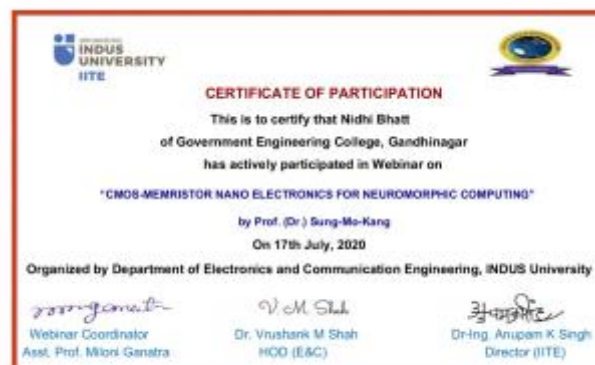 INDUS
UNIVERSITY
IITE
CERTIFICATE OF PARTICIPATION
This is to certify that Nidhi Bhatt
of Government Engineering College, Gandhinagar
has actively participated in Webinar on
"CMOS-MEMRISTOR NANO ELECTRONICS FOR NEUROMORPHIC COMPUTING"
by Prof. (Dr.) Sung-Mo-Kang
On 17th July, 2020
Organized by Department of Electronics and Communication Engineering, INDUS University
V. M. Shah
Webinar Coordinator
Dr. Vrushank M Shah
Dr-Ing. Anupam K Singh
Asst. Prof. Miloni Ganatra
HOD (E&C)
Director (IITE)